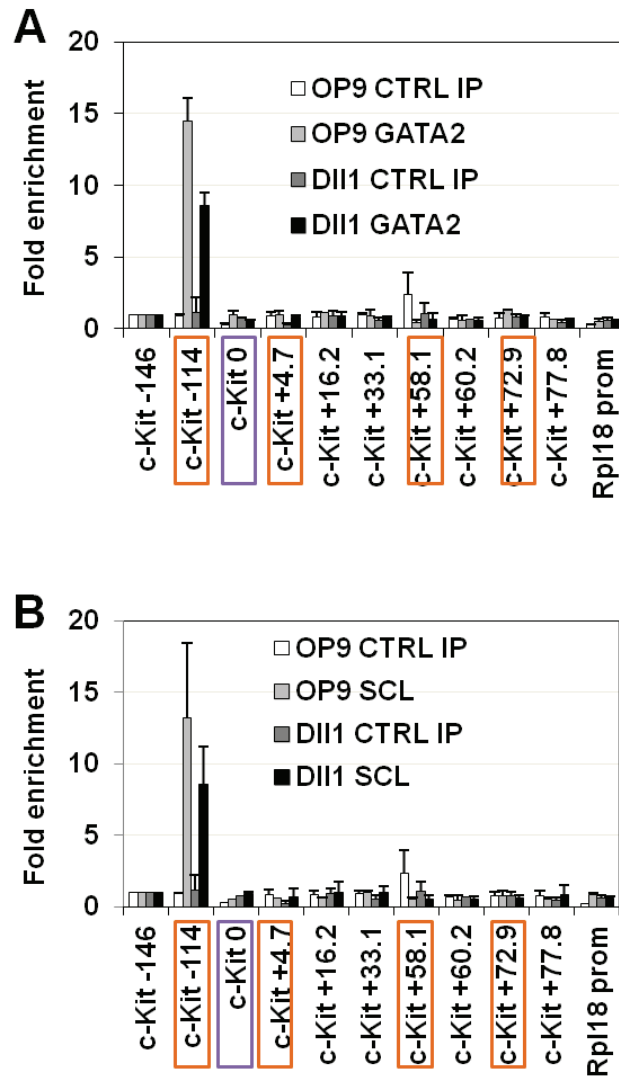 A
Fold enrichment
20
15
10
5
0
OP9 CTRL IP
OP9 GATA2
Dll1 CTRL IP
Dll1 GATA2
c-Kit -146
c-Kit -114
c-Kit 0
c-Kit +4.7
c-Kit +16.2
c-Kit +33.1
c-Kit +58.1
c-Kit +60.2
c-Kit +72.9
c-Kit +77.8
Rpl18 prom
B
Fold enrichment
20
15
10
5
0
OP9 CTRL IP
OP9 SCL
Dll1 CTRL IP
Dll1 SCL
c-Kit -146
c-Kit -114
c-Kit 0
c-Kit +4.7
c-Kit +16.2
c-Kit +33.1
c-Kit +58.1
c-Kit +60.2
c-Kit +72.9
c-Kit +77.8
Rpl18 prom